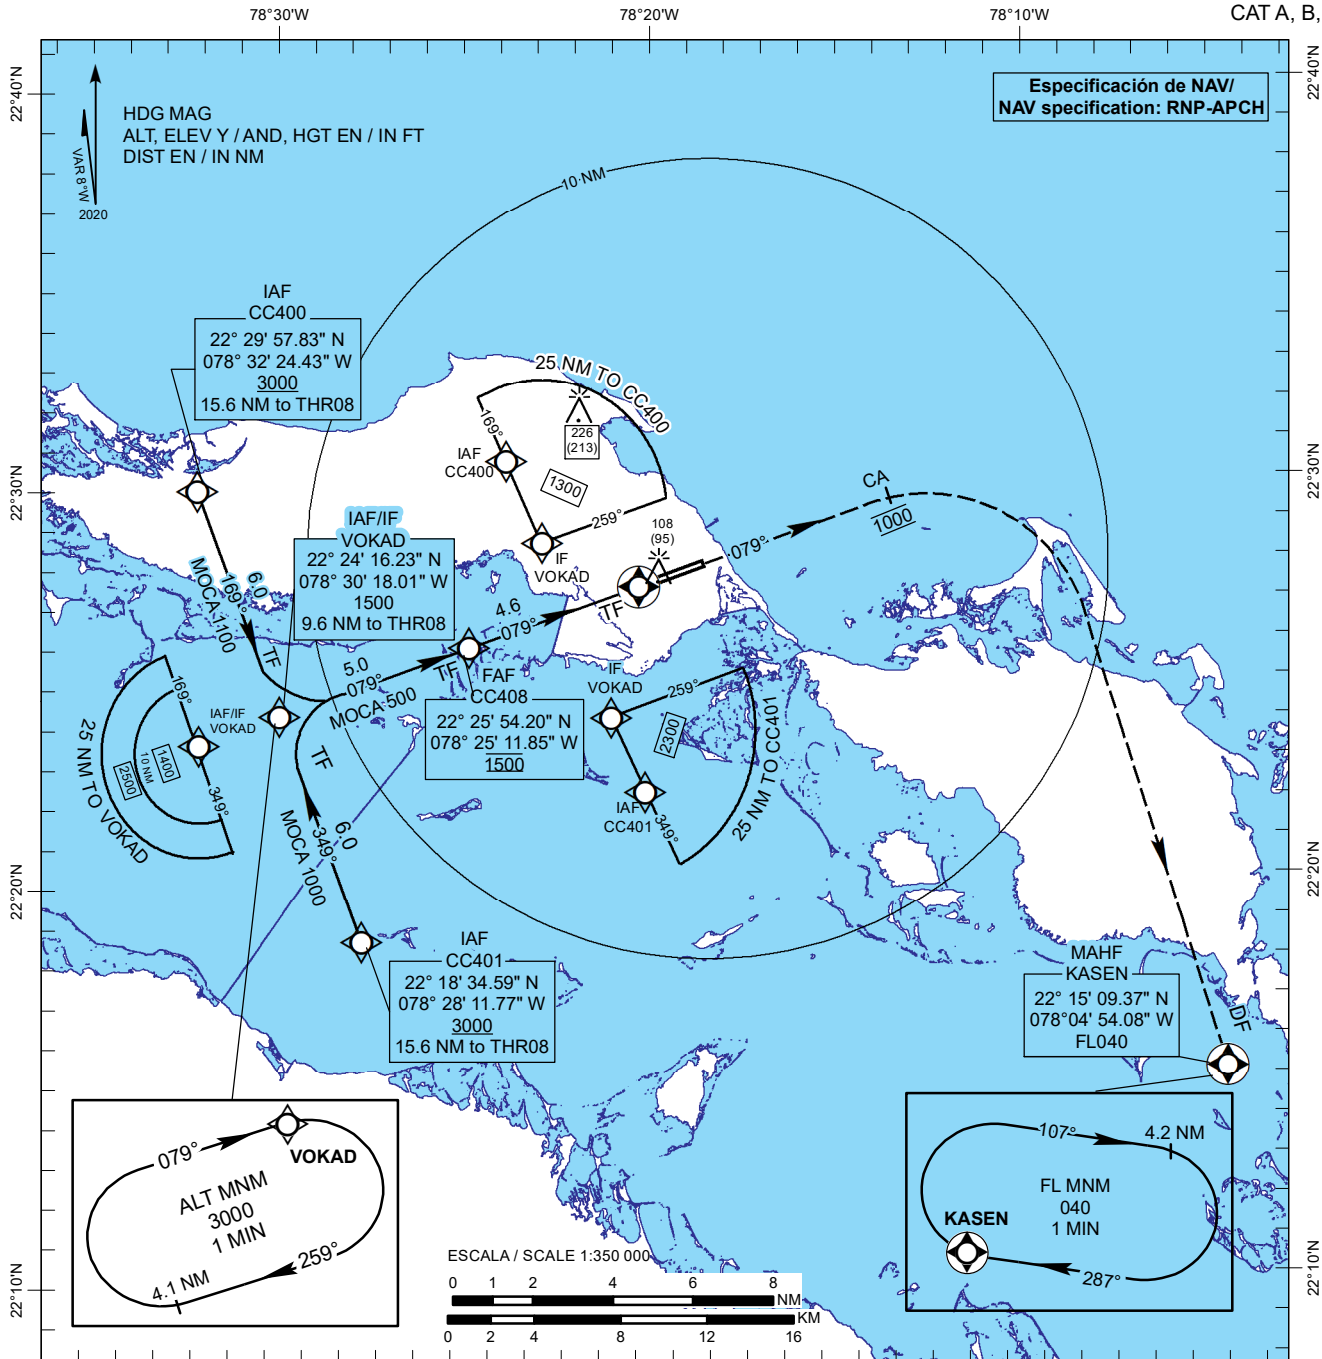 78°30'W
78°20'W
78°10'W
CAT A, B,
22°40'N
22°40'N
HDG MAG
ALT, ELEV Y / AND, HGT EN / IN FT
DIST EN / IN NM
VAR 8°W
2020
Especificación de NAV/
NAV specification: RNP-APCH
10 NM
IAF
CC400
22° 29' 57.83" N
078° 32' 24.43" W
3000
15.6 NM to THR08
25 NM TO CC400
169°
226
(213)
IAF
CC400
1300
259°
IF
VOKAD
108
(95)
CA
1000
079°
22°30'N
22°30'N
IAF/IF
VOKAD
22° 24' 16.23" N
078° 30' 18.01" W
1500
9.6 NM to THR08
6.0
169°
MOCA 1100
TF
4.6
079°
TF
5.0
079°
TF
MOCA 500
FAF
CC408
22° 25' 54.20" N
078° 25' 11.85" W
1500
IF
VOKAD
259°
2300
25 NM TO CC401
IAF
CC401
349°
169°
IAF/IF
VOKAD
1400
10 NM
2500
349°
25 NM TO VOKAD
TF
6.0
349°
MOCA 1000
22°20'N
22°20'N
IAF
CC401
22° 18' 34.59" N
078° 28' 11.77" W
3000
15.6 NM to THR08
MAHF
KASEN
22° 15' 09.37" N
078°04' 54.08" W
FL040
DF
079°
VOKAD
ALT MNM
3000
1 MIN
259°
4.1 NM
107°
4.2 NM
FL MNM
040
1 MIN
KASEN
287°
22°10'N
22°10'N
ESCALA / SCALE 1:350 000
0 1 2 4 6 8
NM
KM
0 2 4 8 12 16